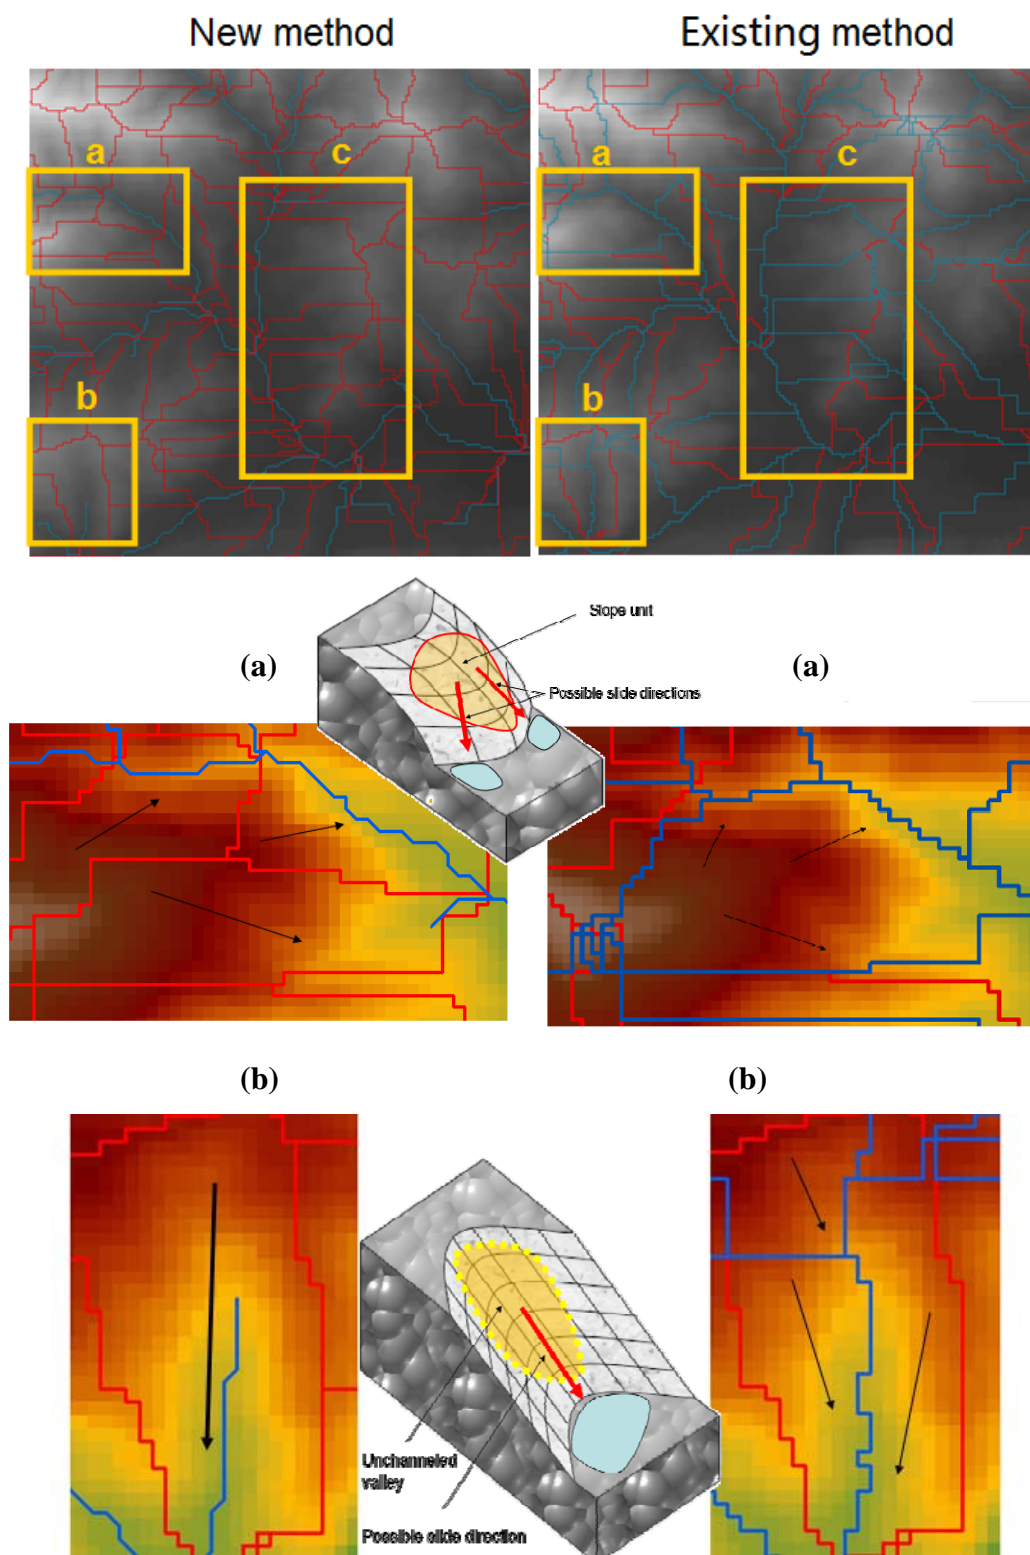 New method
Existing method
a
c
b
a
c
b
Slope unit
(a)
(a)
Possible slide directions
(b)
(b)
Unchanneled
valley
Possible slide direction